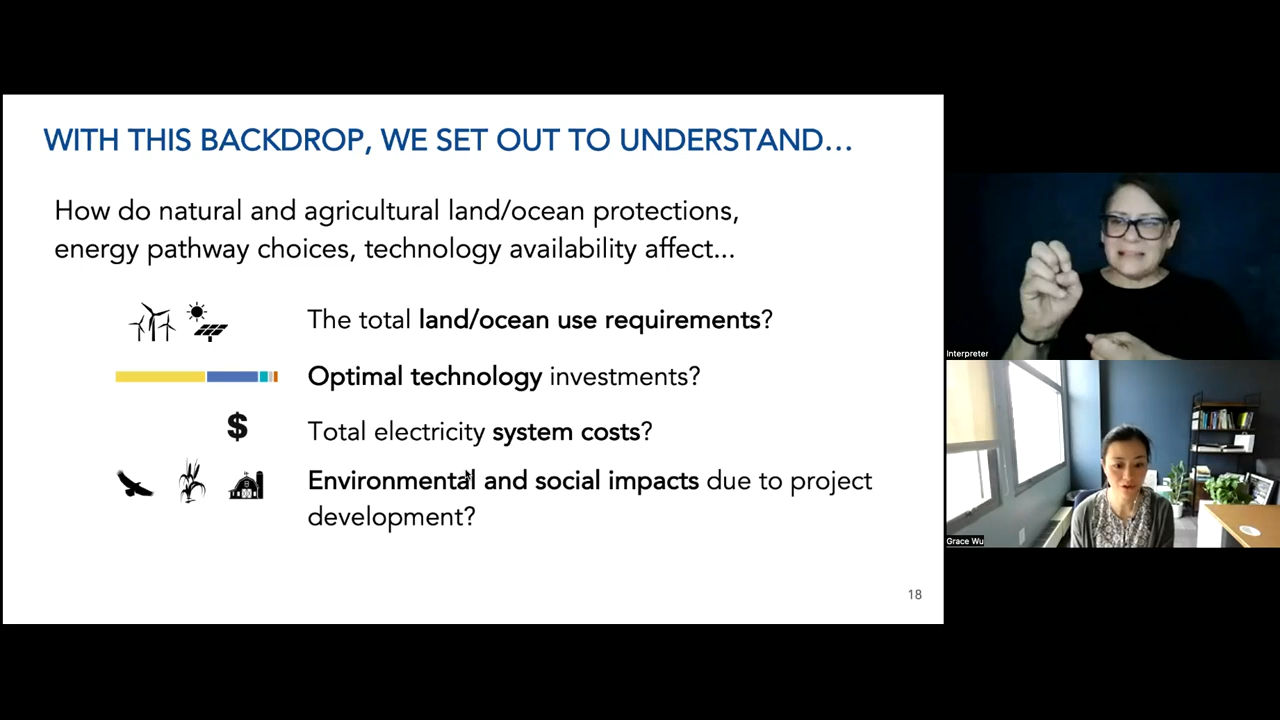 WITH THIS BACKDROP, WE SET OUT TO UNDERSTAND...
How do natural and agricultural land/ocean protections,
energy pathway choices, technology availability affect...
The total land/ocean use requirements?
Optimal technology investments?
$
Total electricity system costs?
Environmental and social impacts due to project
development?
18
Interpreter
Grace Wu